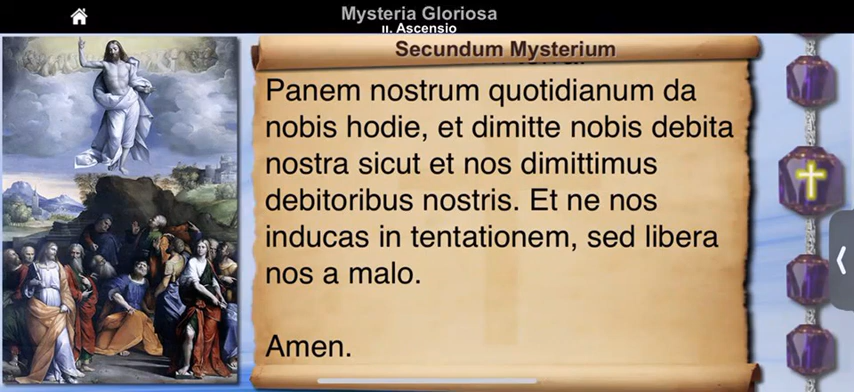 Mysteria Gloriosa
II. Ascensio
Secundum Mysterium
Panem nostrum quotidianum da
nobis hodie, et dimitte nobis debita
nostra sicut et nos dimittimus
debitoribus nostris. Et ne nos
inducas in tentationem, sed libera
nos a malo.
Amen.